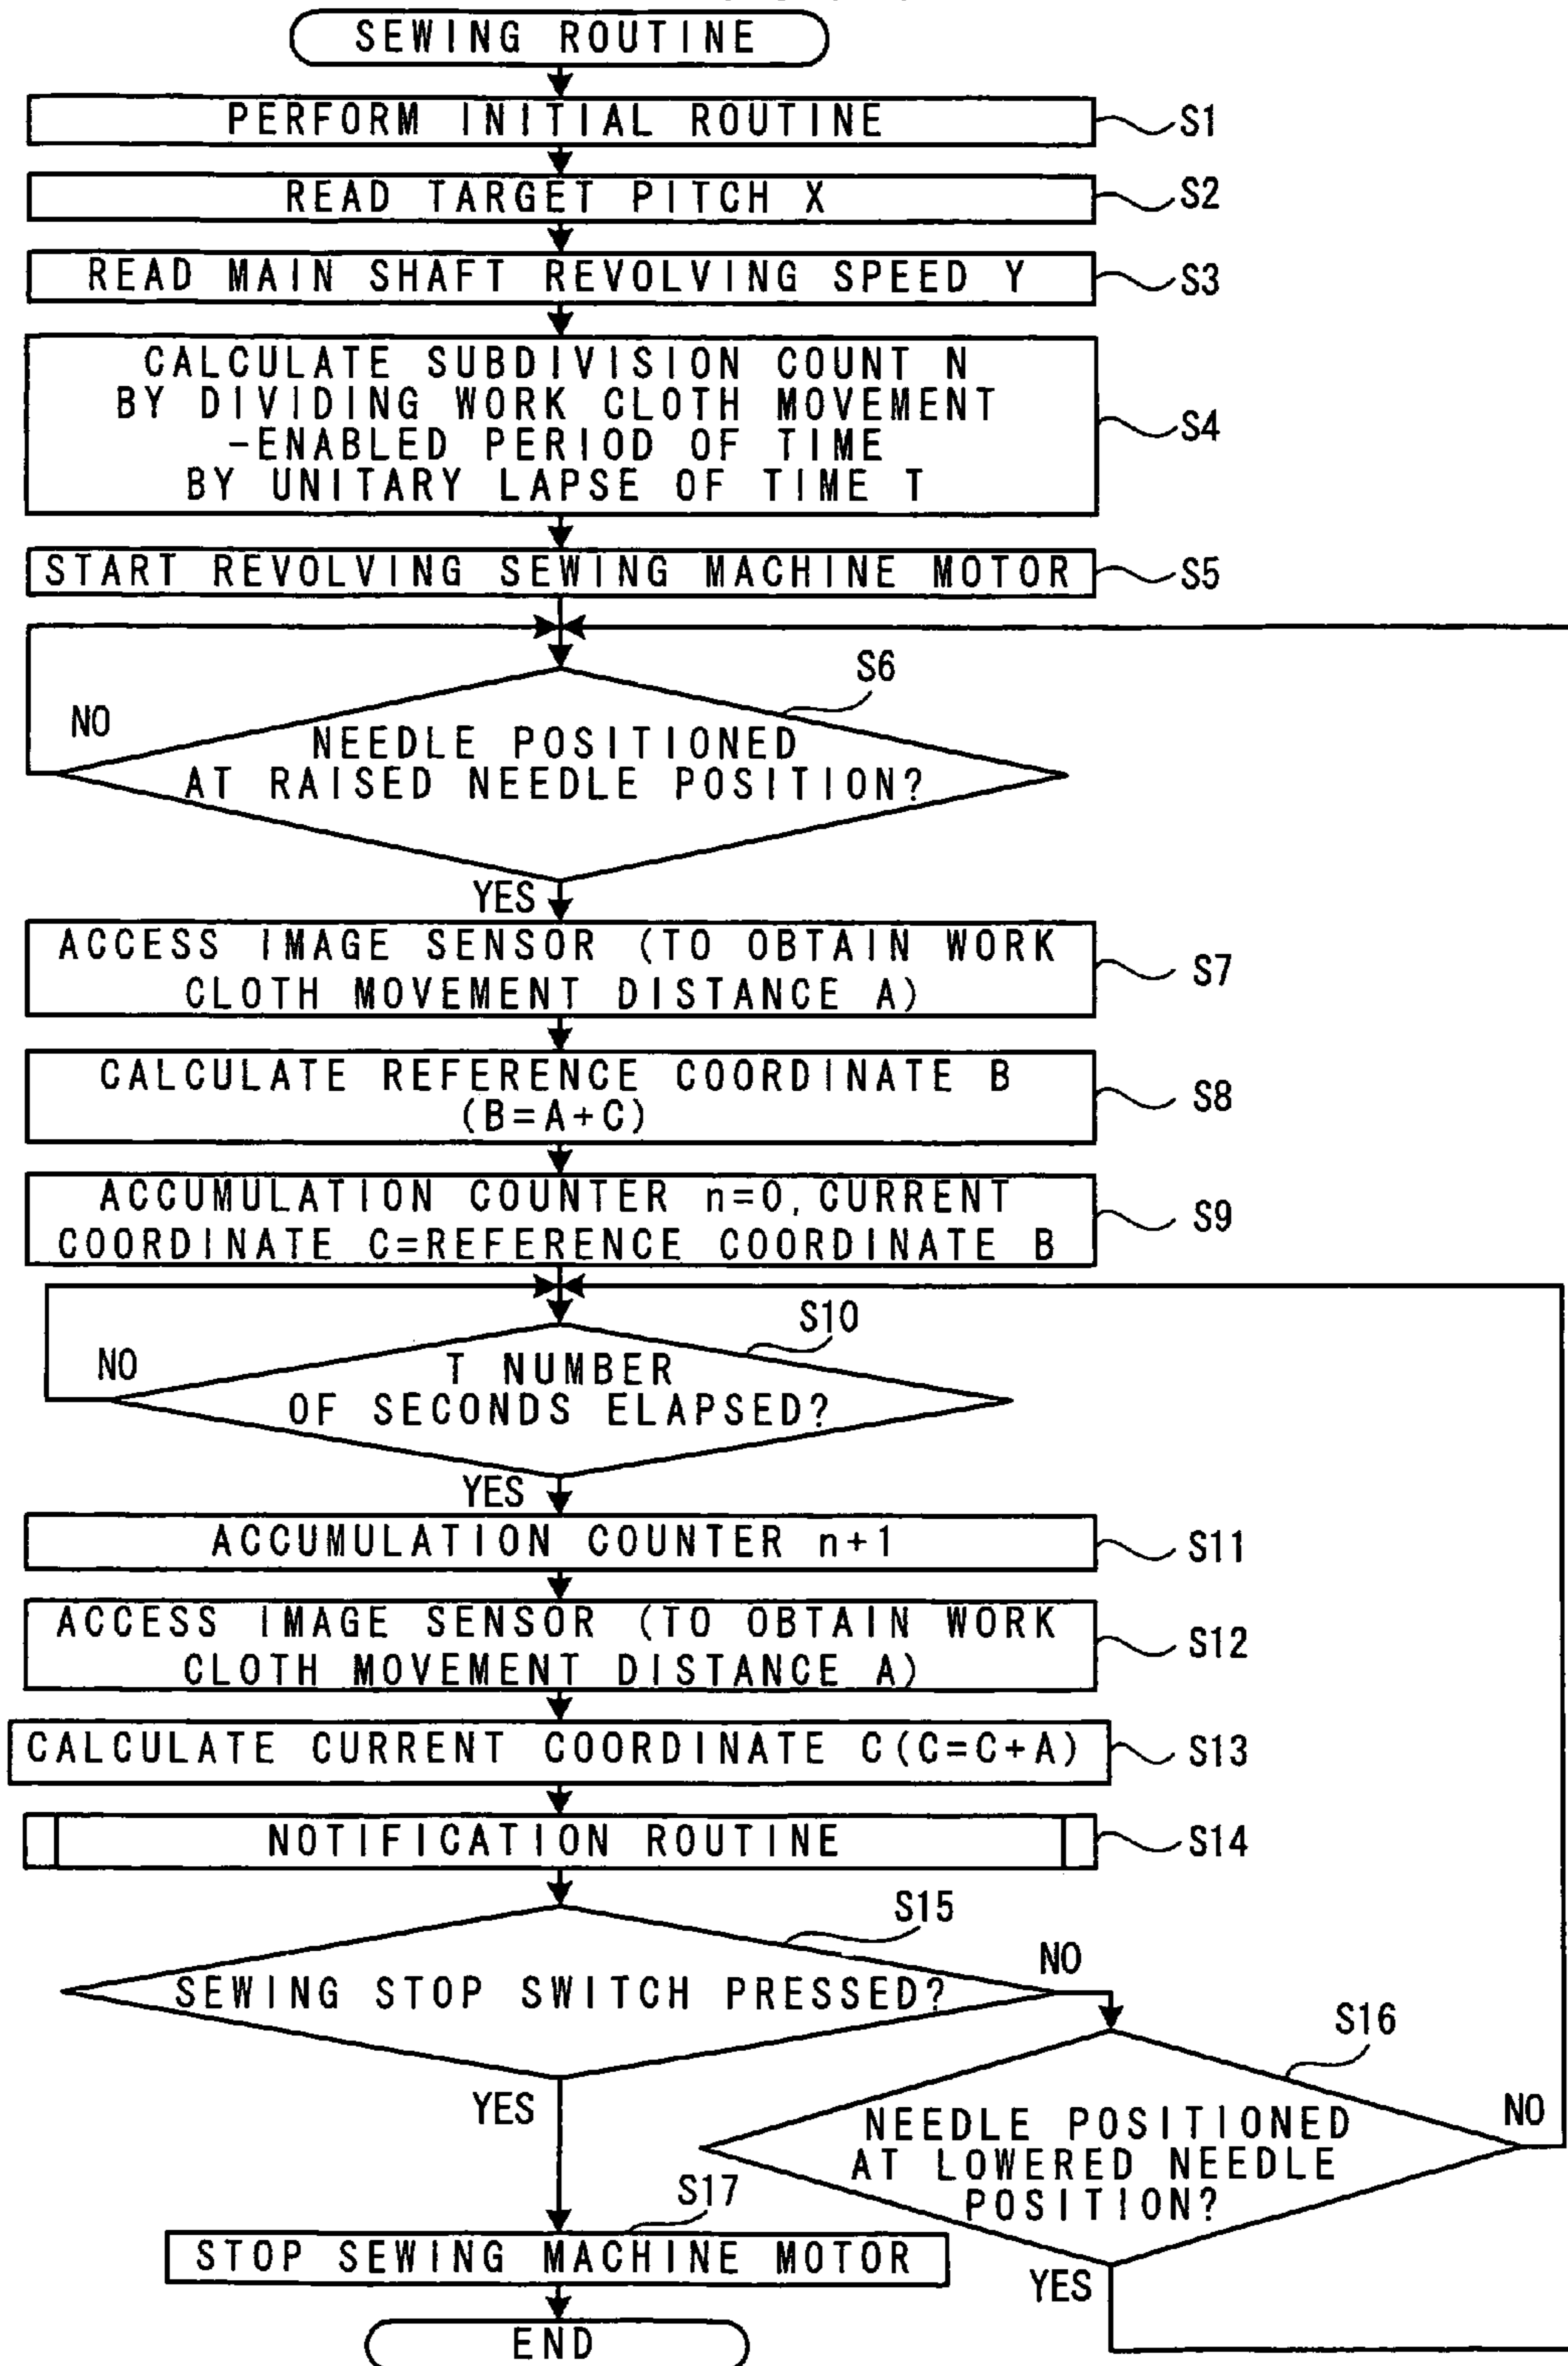 SEWING ROUTINE
PERFORM INITIAL ROUTINE
S1
READ TARGET PITCH X
S2
READ MAIN SHAFT REVOLVING SPEED Y
S3
CALCULATE SUBDIVISION COUNT N
BY DIVIDING WORK CLOTH MOVEMENT
-ENABLED PERIOD OF TIME
BY UNITARY LAPSE OF TIME T
S4
START REVOLVING SEWING MACHINE MOTOR
S5
S6
NO
NEEDLE POSITIONED
AT RAISED NEEDLE POSITION?
YES
ACCESS IMAGE SENSOR (TO OBTAIN WORK
CLOTH MOVEMENT DISTANCE A)
S7
CALCULATE REFERENCE COORDINATE B
(B=A+C)
S8
ACCUMULATION COUNTER n=0, CURRENT
COORDINATE C=REFERENCE COORDINATE B
S9
S10
NO
T NUMBER
OF SECONDS ELAPSED?
YES
ACCUMULATION COUNTER n+1
S11
ACCESS IMAGE SENSOR (TO OBTAIN WORK
CLOTH MOVEMENT DISTANCE A)
S12
CALCULATE CURRENT COORDINATE C(C=C+A)
S13
NOTIFICATION ROUTINE
S14
S15
NO
SEWING STOP SWITCH PRESSED?
S16
YES
NO
NEEDLE POSITIONED
AT LOWERED NEEDLE
POSITION?
S17
STOP SEWING MACHINE MOTOR
YES
END